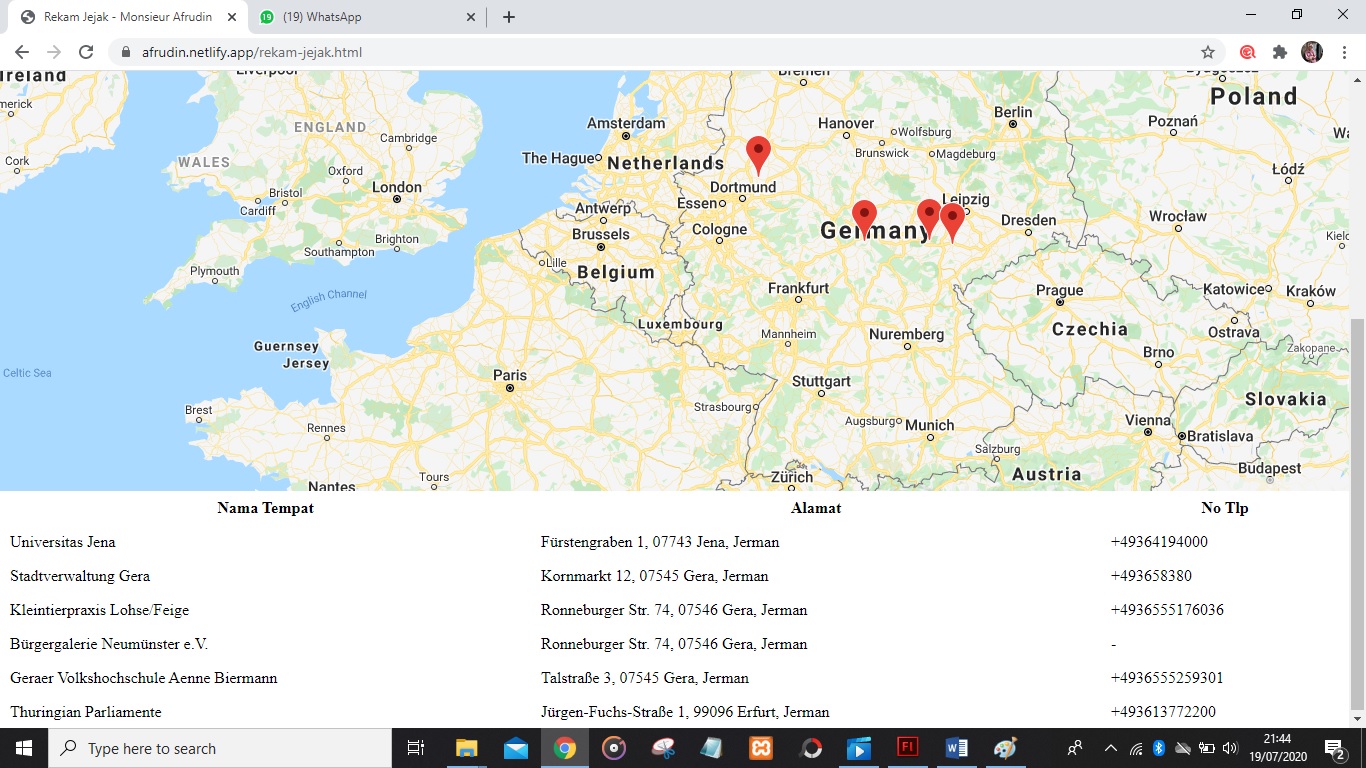 Rekam Jejak - Monsieur Afrudin
19
(19) WhatsApp
afrudin.netlify.app/rekam-jejak.html
Ireland
Liverpool
Bremen
Poland
merick
ENGLAND
Cambridge
Amsterdam
Hanover
Wolfsburg
Berlin
Poznań
Cork
WALES
Oxford
The Hague
Netherlands
Brunswick
Magdeburg
Łódź
Bristol
London
Dortmund
Cardiff
Essen
Leipzig
Antwerp
Wrocław
Dresden
Brighton
Southampton
Brussels
Cologne
Germany
Plymouth
Lille
Belgium
English Channel
Frankfurt
Prague
Katowice
Kraków
Luxembourg
Mannheim
Nuremberg
Czechia
Ostrava
Guernsey
Jersey
Brno
Zakopane
Celtic Sea
Paris
Stuttgart
Brest
Strasbourg
Slovakia
Rennes
Augsburg
Munich
Vienna
Bratislava
Salzburg
Nantes
Tours
Zürich
Austria
Budapest
Nama Tempat Alamat No Tlp
Universitas Jena Fürstengraben 1, 07743 Jena, Jerman +49364194000
Stadtverwaltung Gera Kornmarkt 12, 07545 Gera, Jerman +493658380
Kleintierpraxis Lohse/Feige Ronneburger Str. 74, 07546 Gera, Jerman +4936555176036
Bürgergalerie Neumünster e.V. Ronneburger Str. 74, 07546 Gera, Jerman -
Geraer Volkshochschule Aenne Biermann Talstraße 3, 07545 Gera, Jerman +4936555259301
Thuringian Parliamente Jürgen-Fuchs-Straße 1, 99096 Erfurt, Jerman +493613772200
Type here to search
21:44
19/07/2020
2